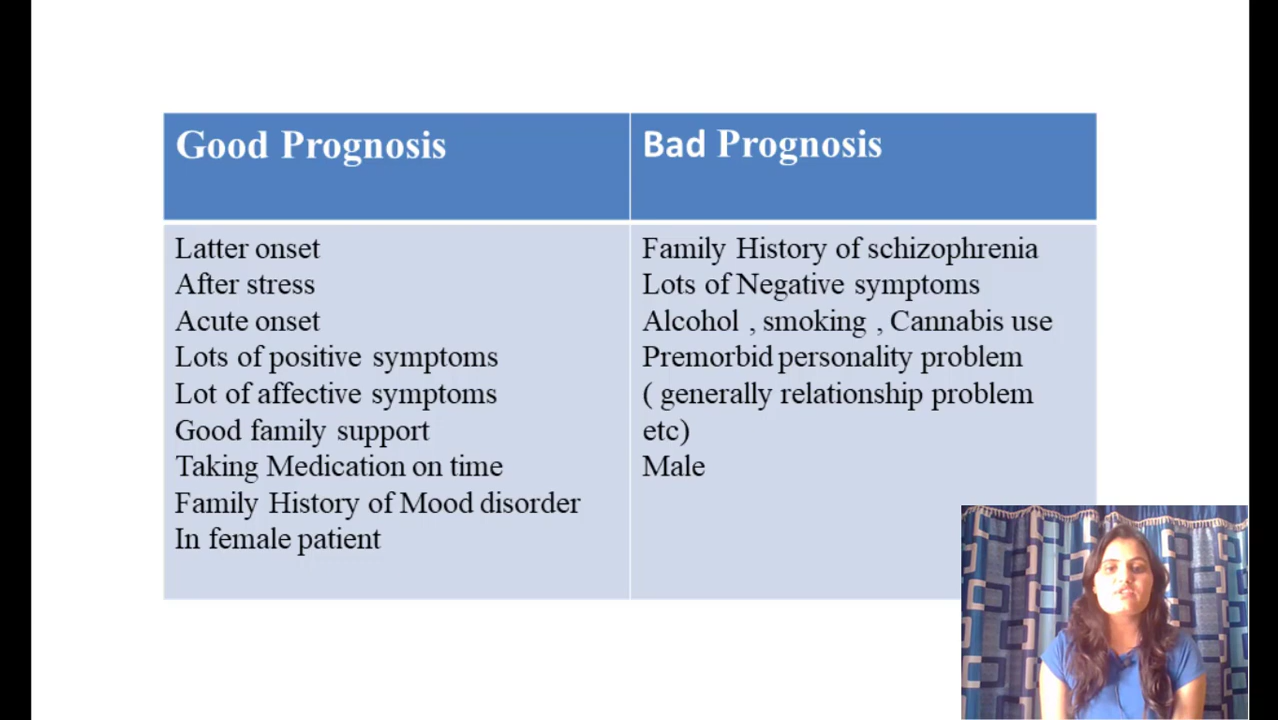 Good Prognosis
Bad Prognosis
Latter onset
After stress
Acute onset
Lots of positive symptoms
Lot of affective symptoms
Good family support
Taking Medication on time
Family History of Mood disorder
In female patient
Family History of schizophrenia
Lots of Negative symptoms
Alcohol , smoking , Cannabis use
Premorbid personality problem
( generally relationship problem
etc)
Male